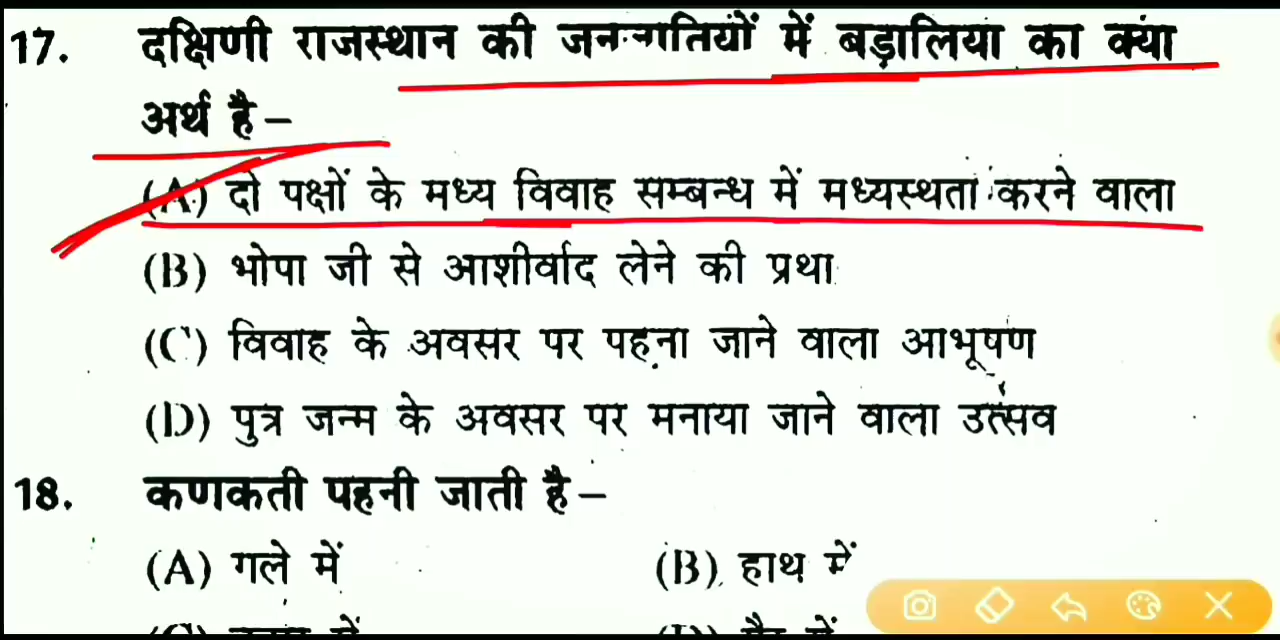 17. दक्षिणी राजस्थान की जनजातियों में बड़ालिया का क्या
अर्थ है –
(A) दो पक्षों के मध्य विवाह सम्बन्ध में मध्यस्थता करने वाला
(B) भोपा जी से आशीर्वाद लेने की प्रथा
(C) विवाह के अवसर पर पहना जाने वाला आभूषण
(D) पुत्र जन्म के अवसर पर मनाया जाने वाला उत्सव
18. कणकती पहनी जाती है –
(A) गले में (B) हाथ में
में (D) पैर में